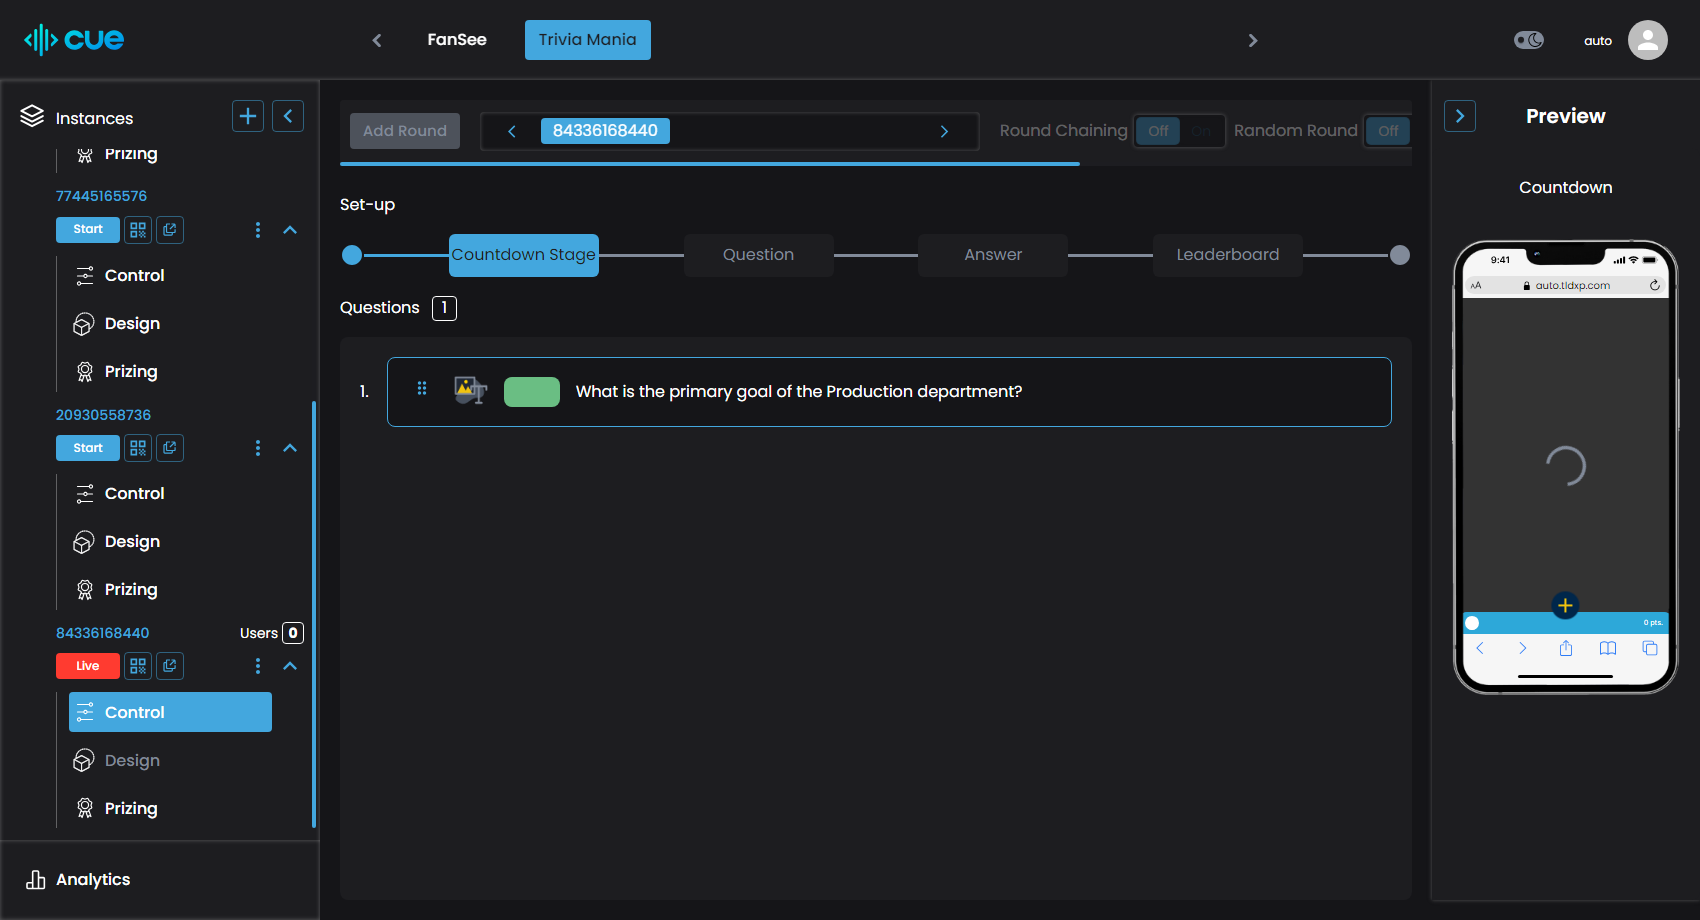 cue
FanSee
Trivia Mania
auto
Instances
Prizing
77445165576
Start
Control
Design
Prizing
20930558736
Start
Control
Design
Prizing
84336168440
Users 0
Live
Control
Design
Prizing
Analytics
Add Round
84336168440
Round Chaining
Off
On
Random Round
Off
Set-up
Countdown Stage
Question
Answer
Leaderboard
Questions 1
1.
What is the primary goal of the Production department?
Preview
Countdown
9:41
AA
auto.tldxp.com
0 pts.